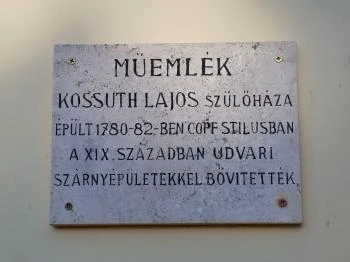 MŰEMLÉK
KOSSUTH LAJOS SZÜLŐHÁZA
ÉPÜLT 1780-82-BEN COPF STILUSBAN
A XIX. SZÁZADBAN UDVARI
SZÁRNYÉPÜLETEKKEL BŐVITETTÉK